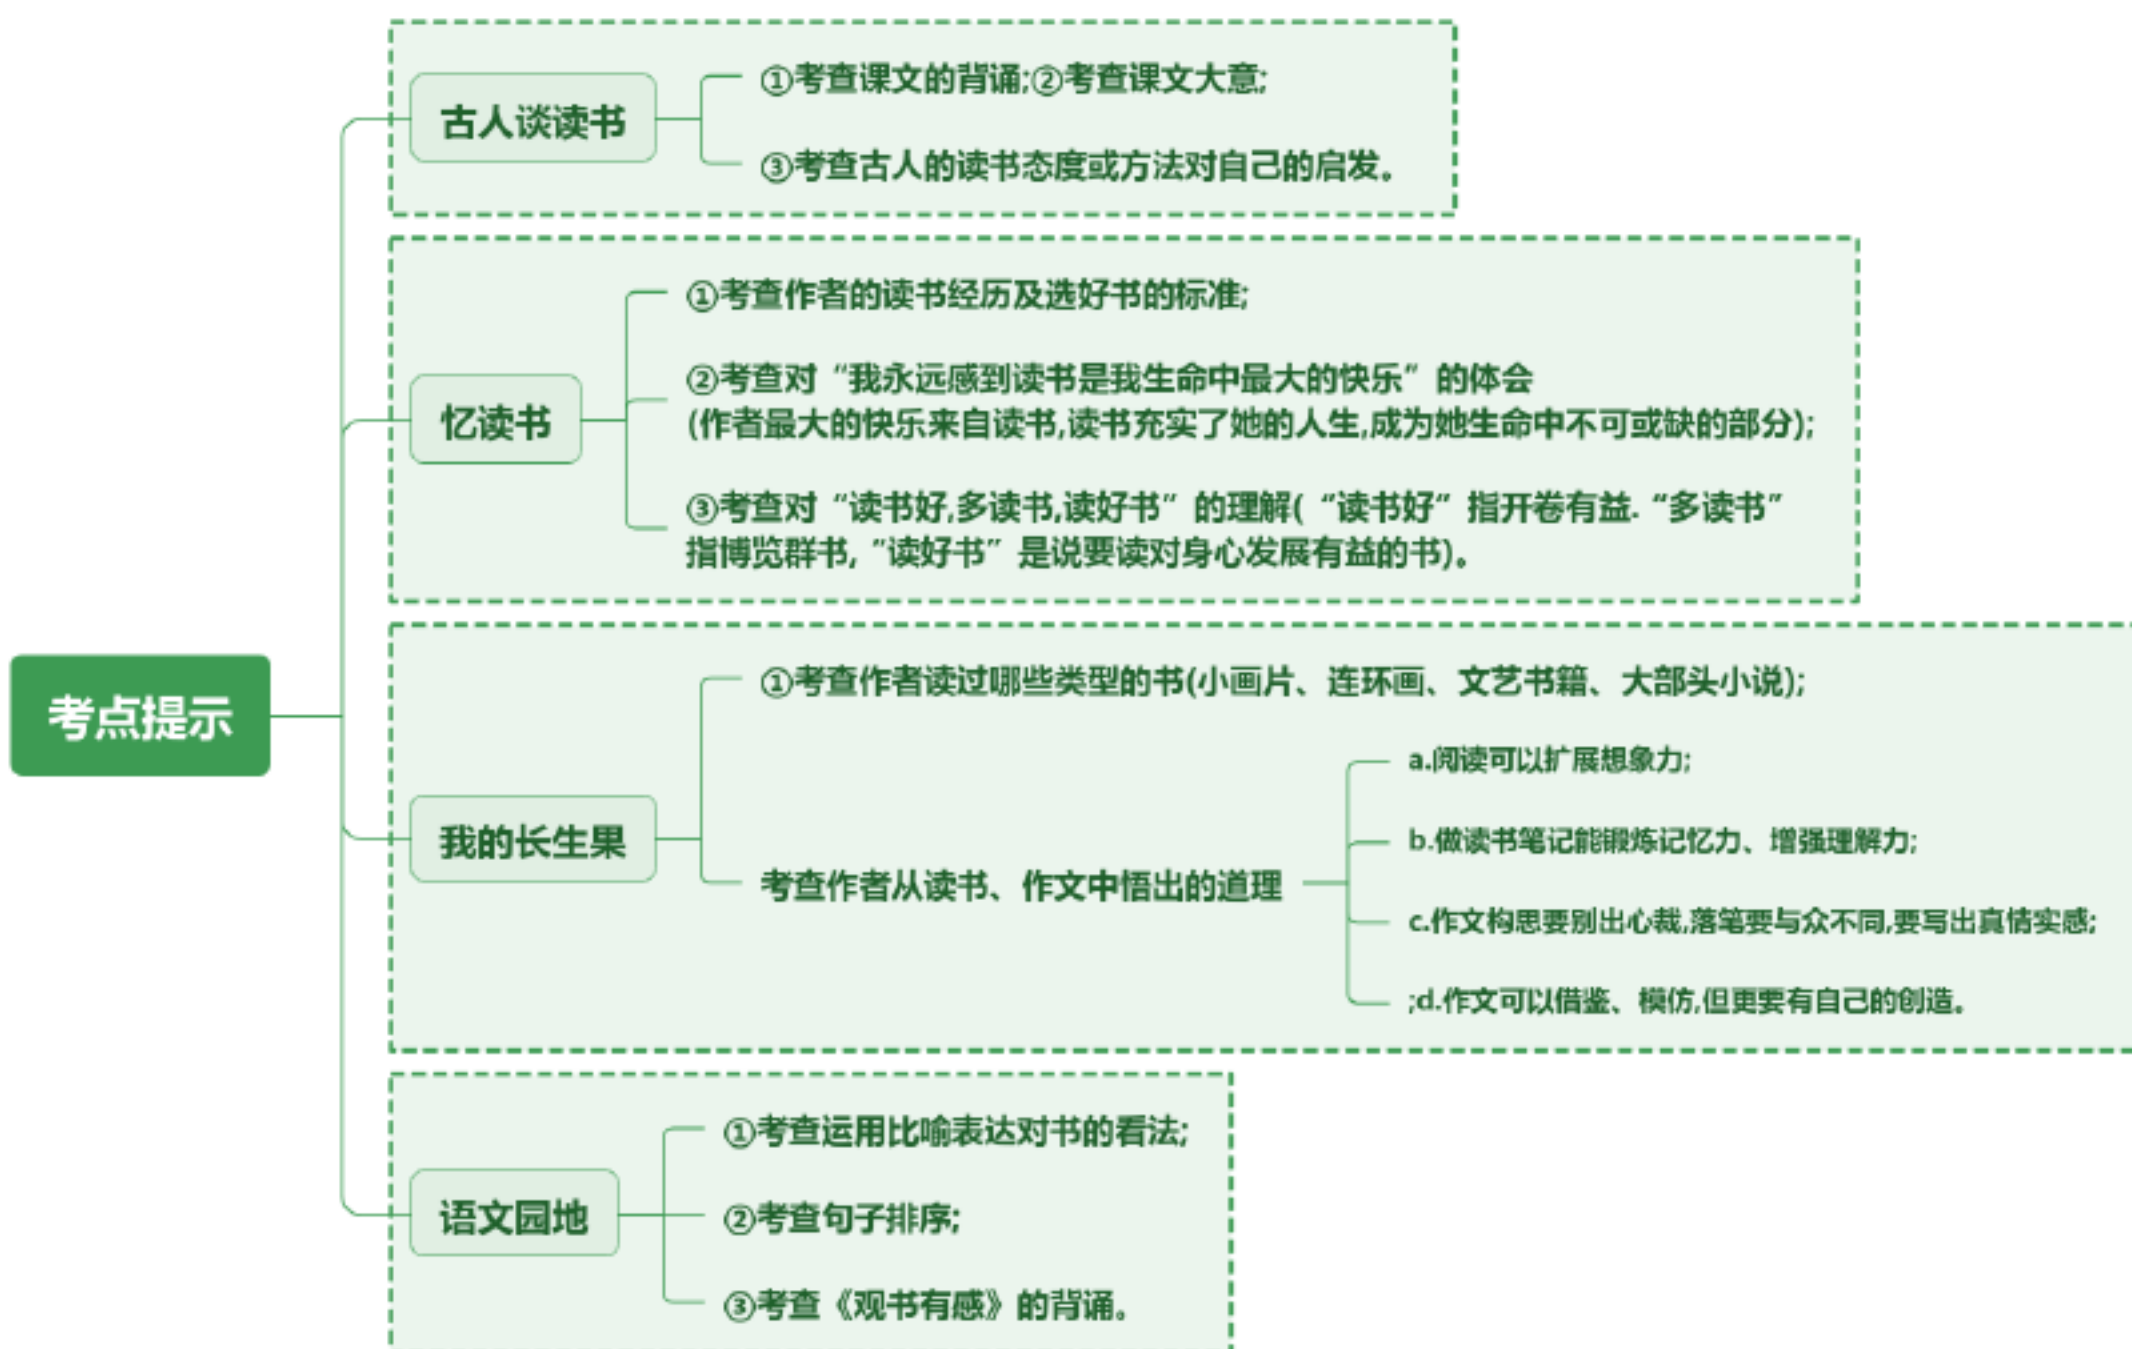 考点提示
古人谈读书
①考查课文的背诵;②考查课文大意;
③考查古人的读书态度或方法对自己的启发。
忆读书
①考查作者的读书经历及选好书的标准;
②考查对“我永远感到读书是我生命中最大的快乐”的体会
(作者最大的快乐来自读书,读书充实了她的人生,成为她生命中不可或缺的部分);
③考查对“读书好,多读书,读好书”的理解(“读书好”指开卷有益.“多读书”
指博览群书,“读好书”是说要读对身心发展有益的书)。
我的长生果
①考查作者读过哪些类型的书(小画片、连环画、文艺书籍、大部头小说);
考查作者从读书、作文中悟出的道理
a.阅读可以扩展想象力;
b.做读书笔记能锻炼记忆力、增强理解力;
c.作文构思要别出心裁,落笔要与众不同,要写出真情实感;
;d.作文可以借鉴、模仿,但更要有自己的创造。
语文园地
①考查运用比喻表达对书的看法;
②考查句子排序;
③考查《观书有感》的背诵。